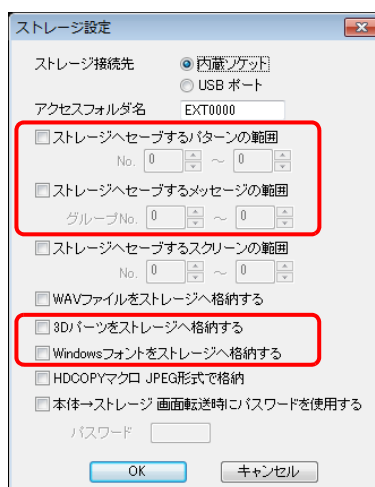 ストレージ設定
ストレージ接続先 内蔵ソケット
USB ポート
アクセスフォルダ名 EXT0000
ストレージへセーブするパターンの範囲
No. 0 ～ 0
ストレージへセーブするメッセージの範囲
グループNo. 0 ～ 0
ストレージへセーブするスクリーンの範囲
No. 0 ～ 0
WAVファイルをストレージへ格納する
3Dパーツをストレージへ格納する
Windowsフォントをストレージへ格納する
HDCOPYマクロ JPEG形式で格納
本体→ストレージ 画面転送時にパスワードを使用する
パスワード
OK キャンセル